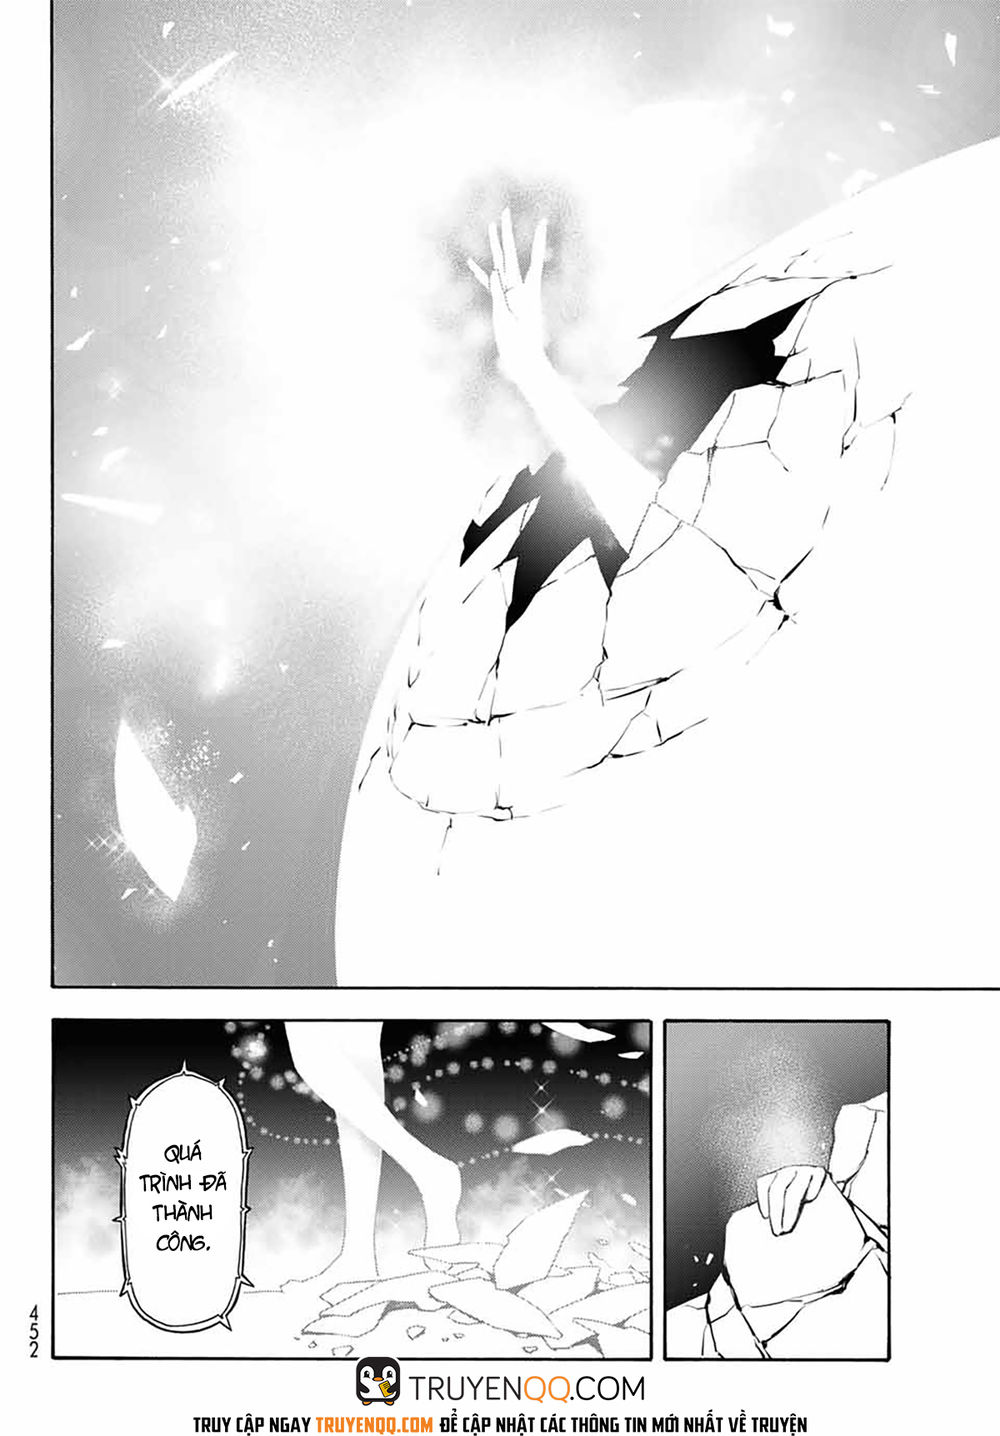 QUÁ
TRÌNH ĐÃ
THÀNH
CÔNG.
452
TRUYENQQ.COM
TRUY CẬP NGAY TRUYENQQ.COM ĐỂ CẬP NHẬT CÁC THÔNG TIN MỚI NHẤT VỀ TRUYỆN